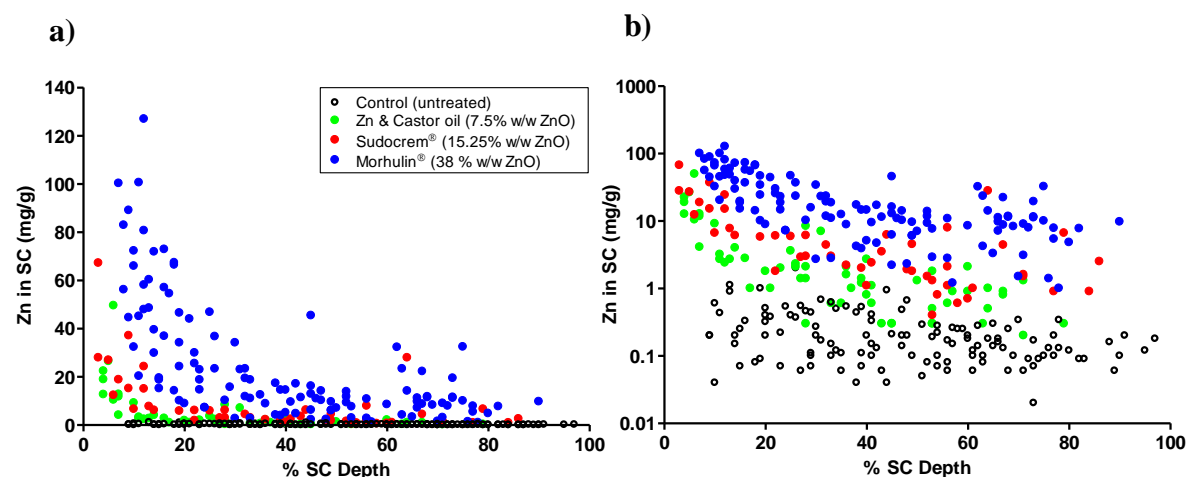 a)
140
120
100
80
60
40
20
0
Zn in SC (mg/g)
0 20 40 60 80 100
% SC Depth
Control (untreated)
Zn & Castor oil (7.5% w/w ZnO)
Sudocrem® (15.25% w/w ZnO)
Morhulin® (38 % w/w ZnO)
b)
1000
100
10
1
0.1
0.01
Zn in SC (mg/g)
0 20 40 60 80 100
% SC Depth